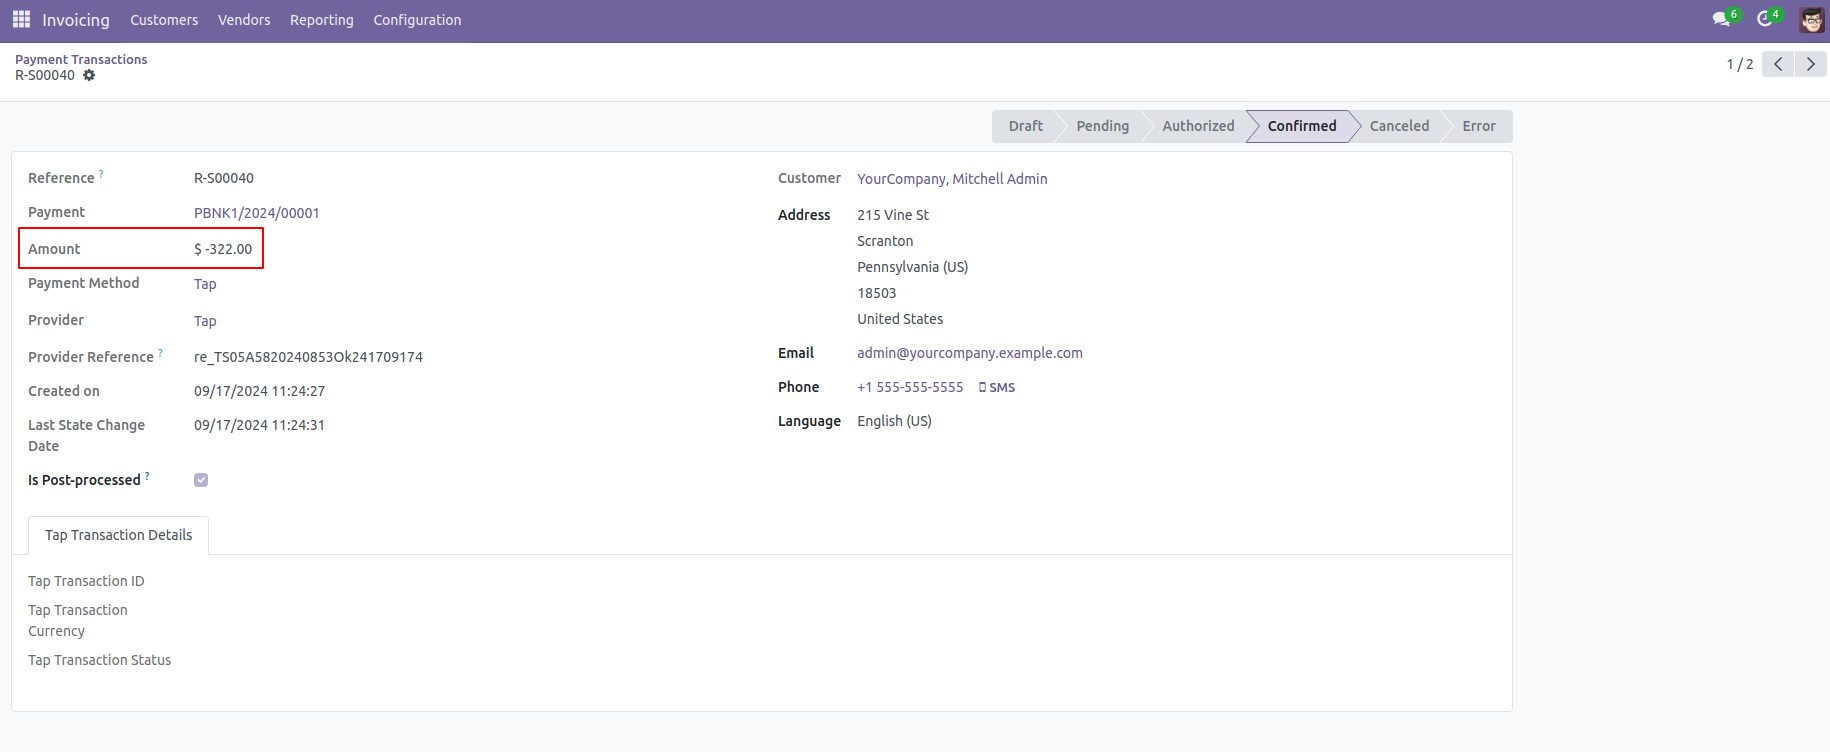 Invoicing Customers Vendors Reporting Configuration 6 4
Payment Transactions
R-S00040
1 / 2
Draft Pending Authorized Confirmed Canceled Error
Reference ? R-S00040
Payment PBNK1/2024/00001
Amount $ -322.00
Payment Method Tap
Provider Tap
Provider Reference ? re_TS05A5820240853Ok241709174
Created on 09/17/2024 11:24:27
Last State Change
Date
09/17/2024 11:24:31
Is Post-processed ?
Customer YourCompany, Mitchell Admin
Address 215 Vine St
Scranton
Pennsylvania (US)
18503
United States
Email admin@yourcompany.example.com
Phone +1 555-555-5555 SMS
Language English (US)
Tap Transaction Details
Tap Transaction ID
Tap Transaction
Currency
Tap Transaction Status